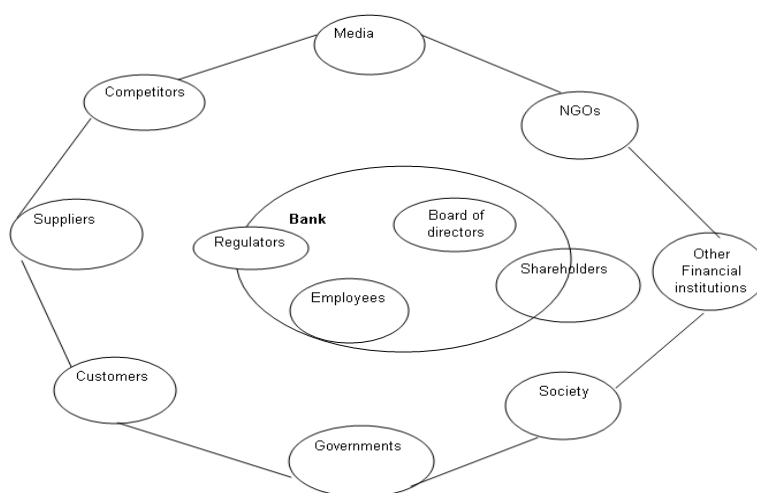 Media
Competitors
NGOs
Suppliers
Bank
Board of
directors
Regulators
Other
Financial
institutions
Shareholders
Employees
Customers
Society
Governments